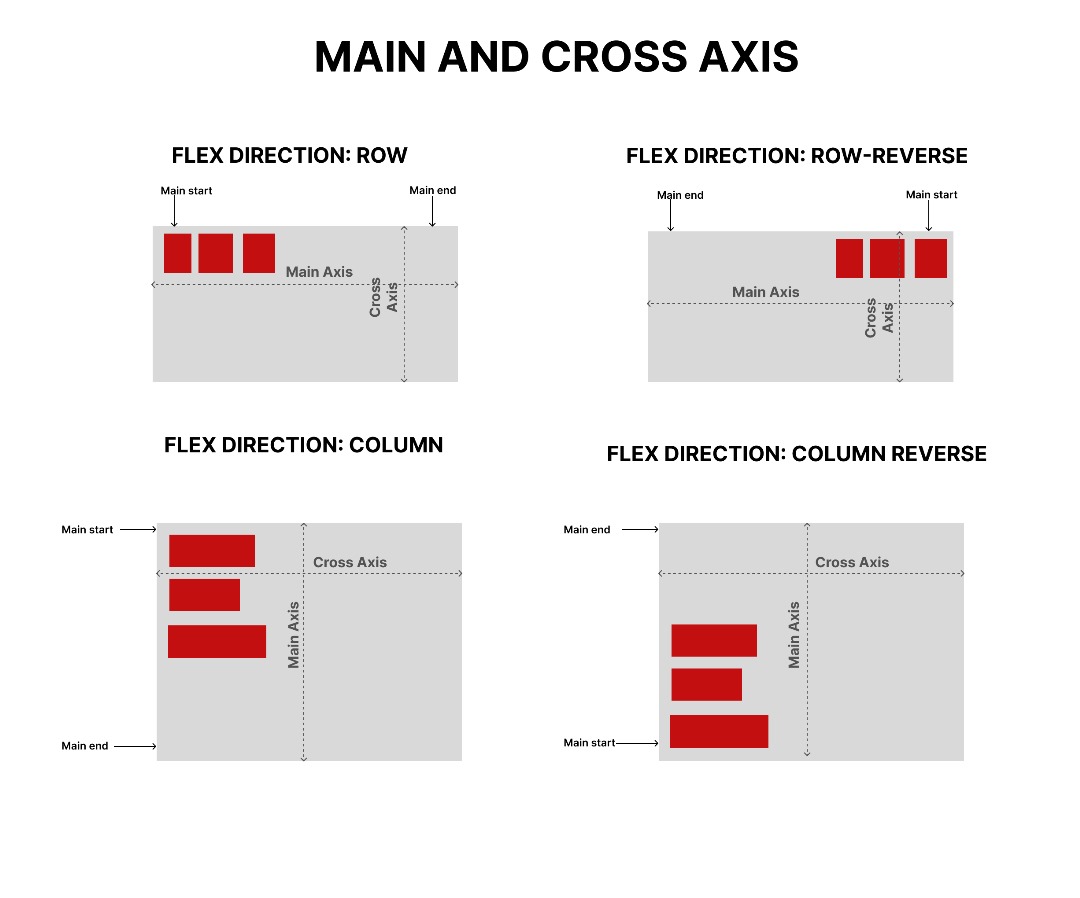 MAIN AND CROSS AXIS
FLEX DIRECTION: ROW
Main start
Main end
Main Axis
Cross
Axis
FLEX DIRECTION: ROW-REVERSE
Main end
Main start
Main Axis
Cross
Axis
FLEX DIRECTION: COLUMN
Main start
Cross Axis
Main Axis
Main end
FLEX DIRECTION: COLUMN REVERSE
Main end
Cross Axis
Main Axis
Main start